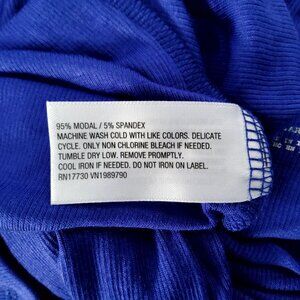 95% MODAL / 5% SPANDEX
MACHINE WASH COLD WITH LIKE COLORS. DELICATE
CYCLE. ONLY NON CHLORINE BLEACH IF NEEDED.
TUMBLE DRY LOW. REMOVE PROMPTLY.
COOL IRON IF NEEDED. DO NOT IRON ON LABEL.
RN17730 VN1989790